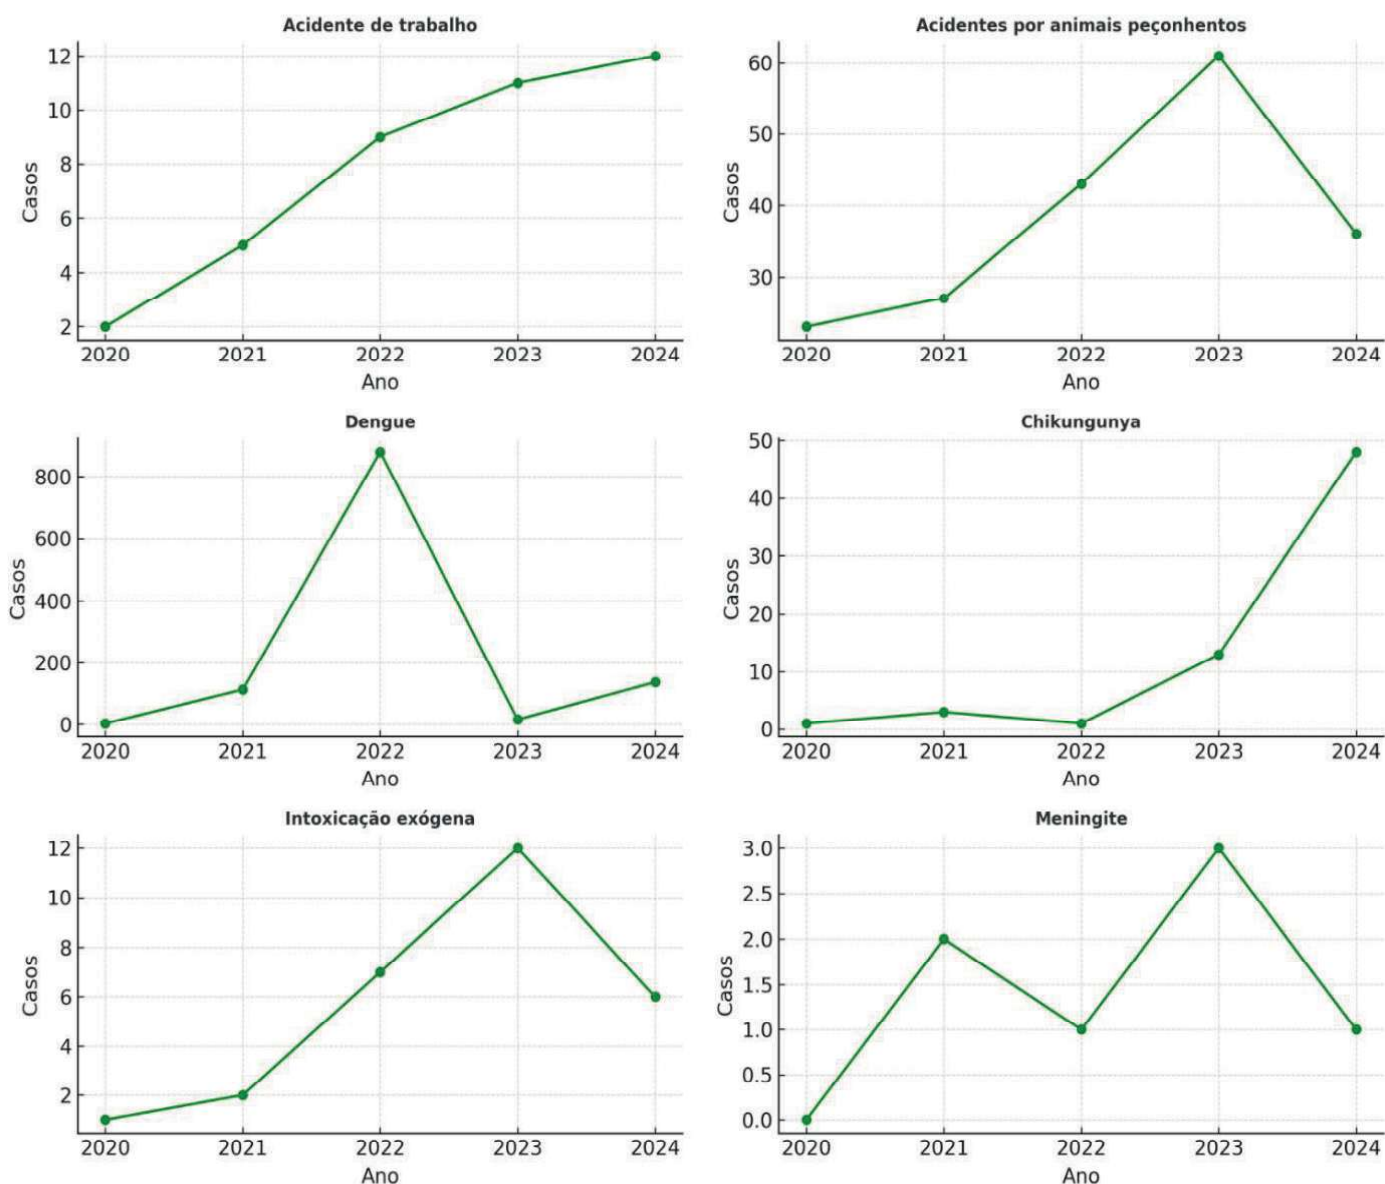 Acidente de trabalho
12
10
8
6
4
2
Casos
2020 2021 2022 2023 2024
Ano
Acidentes por animais peçonhentos
60
50
40
30
Casos
2020 2021 2022 2023 2024
Ano
Dengue
800
600
400
200
0
Casos
2020 2021 2022 2023 2024
Ano
Chikungunya
50
40
30
20
10
0
Casos
2020 2021 2022 2023 2024
Ano
Intoxicação exógena
12
10
8
6
4
2
Casos
2020 2021 2022 2023 2024
Ano
Meningite
3.0
2.5
2.0
1.5
1.0
0.5
0.0
Casos
2020 2021 2022 2023 2024
Ano